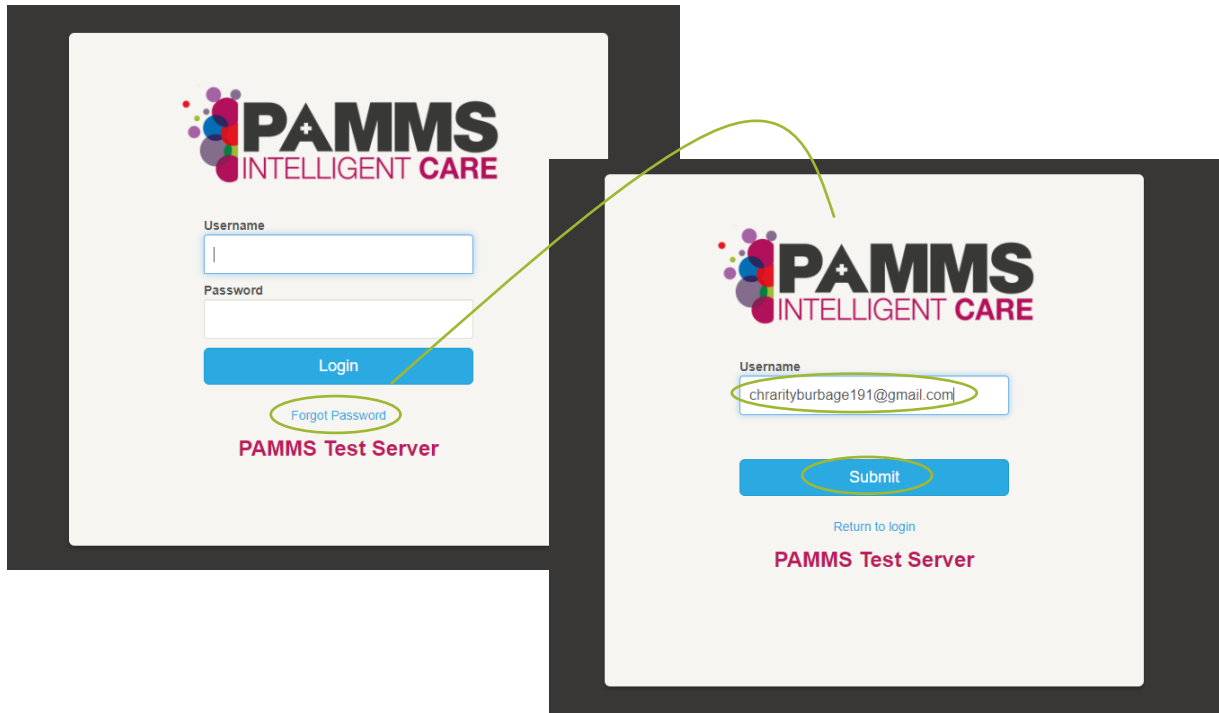 PAMMS
INTELLIGENT CARE
Username
Password
Login
Forgot Password
PAMMS Test Server
PAMMS
INTELLIGENT CARE
Username
chrarityburbage191@gmail.com
Submit
Return to login
PAMMS Test Server